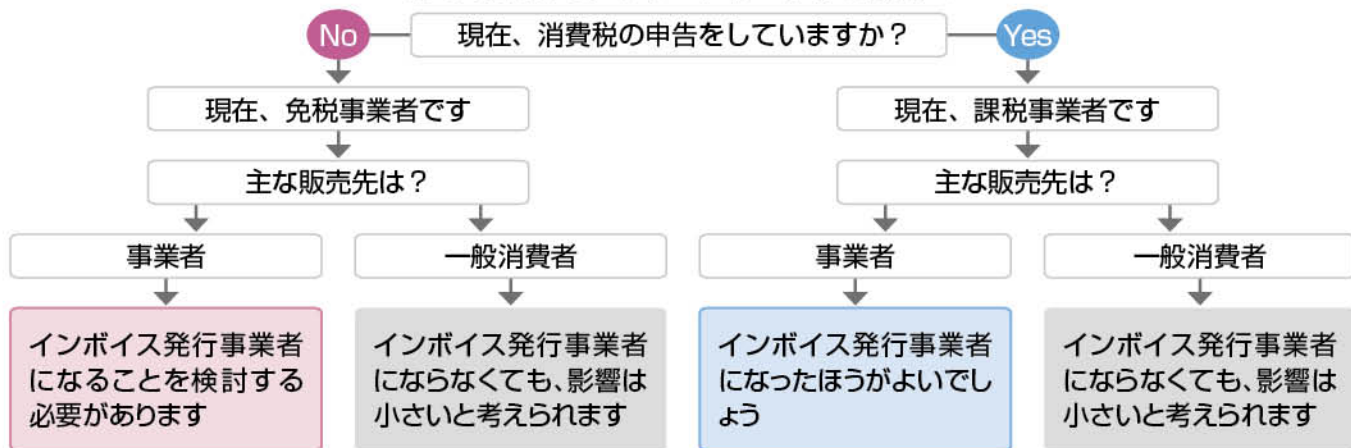 No
現在、消費税の申告をしていますか？
Yes
現在、免税事業者です
現在、課税事業者です
主な販売先は？
主な販売先は？
事業者
一般消費者
事業者
一般消費者
インボイス発行事業者
になることを検討する
必要があります
インボイス発行事業者
にならなくても、影響は
小さいと考えられます
インボイス発行事業者
になったほうがよいでし
ょう
インボイス発行事業者
にならなくても、影響は
小さいと考えられます